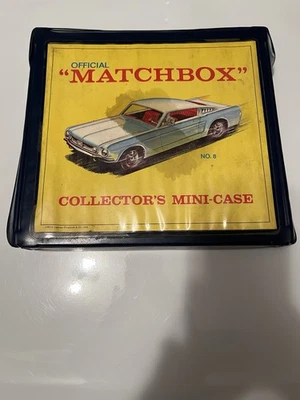 OFFICIAL
"MATCHBOX"
NO. 8
COLLECTOR'S MINI-CASE